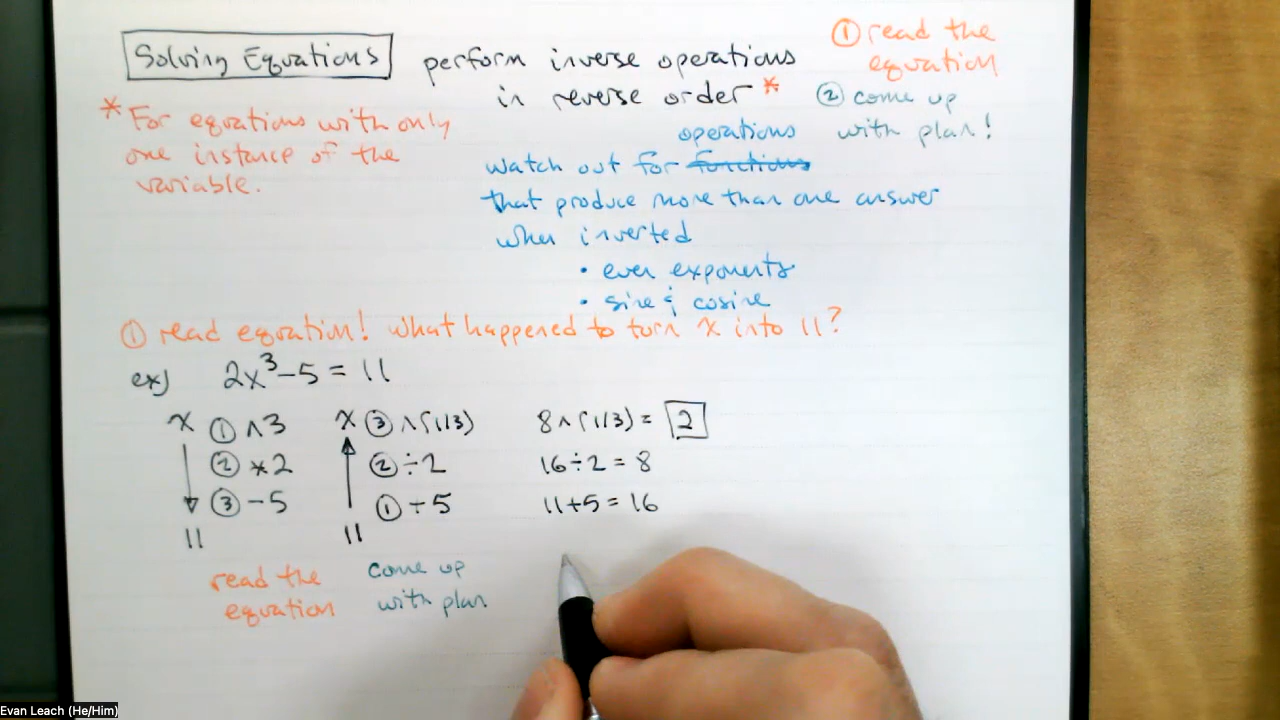 Solving Equations perform inverse operations
in reverse order *
① read the
equation
② come up
with plan!
* For equations with only
one instance of the
variable.
operations
watch out for functions
that produce more than one answer
when inverted
• even exponents
• sine & cosine
① read equation! What happened to turn x into 11?
ex) 2x³-5 = 11
x ① ^3 x ③ ^(1/3) 8^(1/3) = 2
② *2 ② ÷2 16÷2 = 8
③ -5 ① +5 11+5 = 16
11 11
read the
equation
come up
with plan
Evan Leach (He/Him)